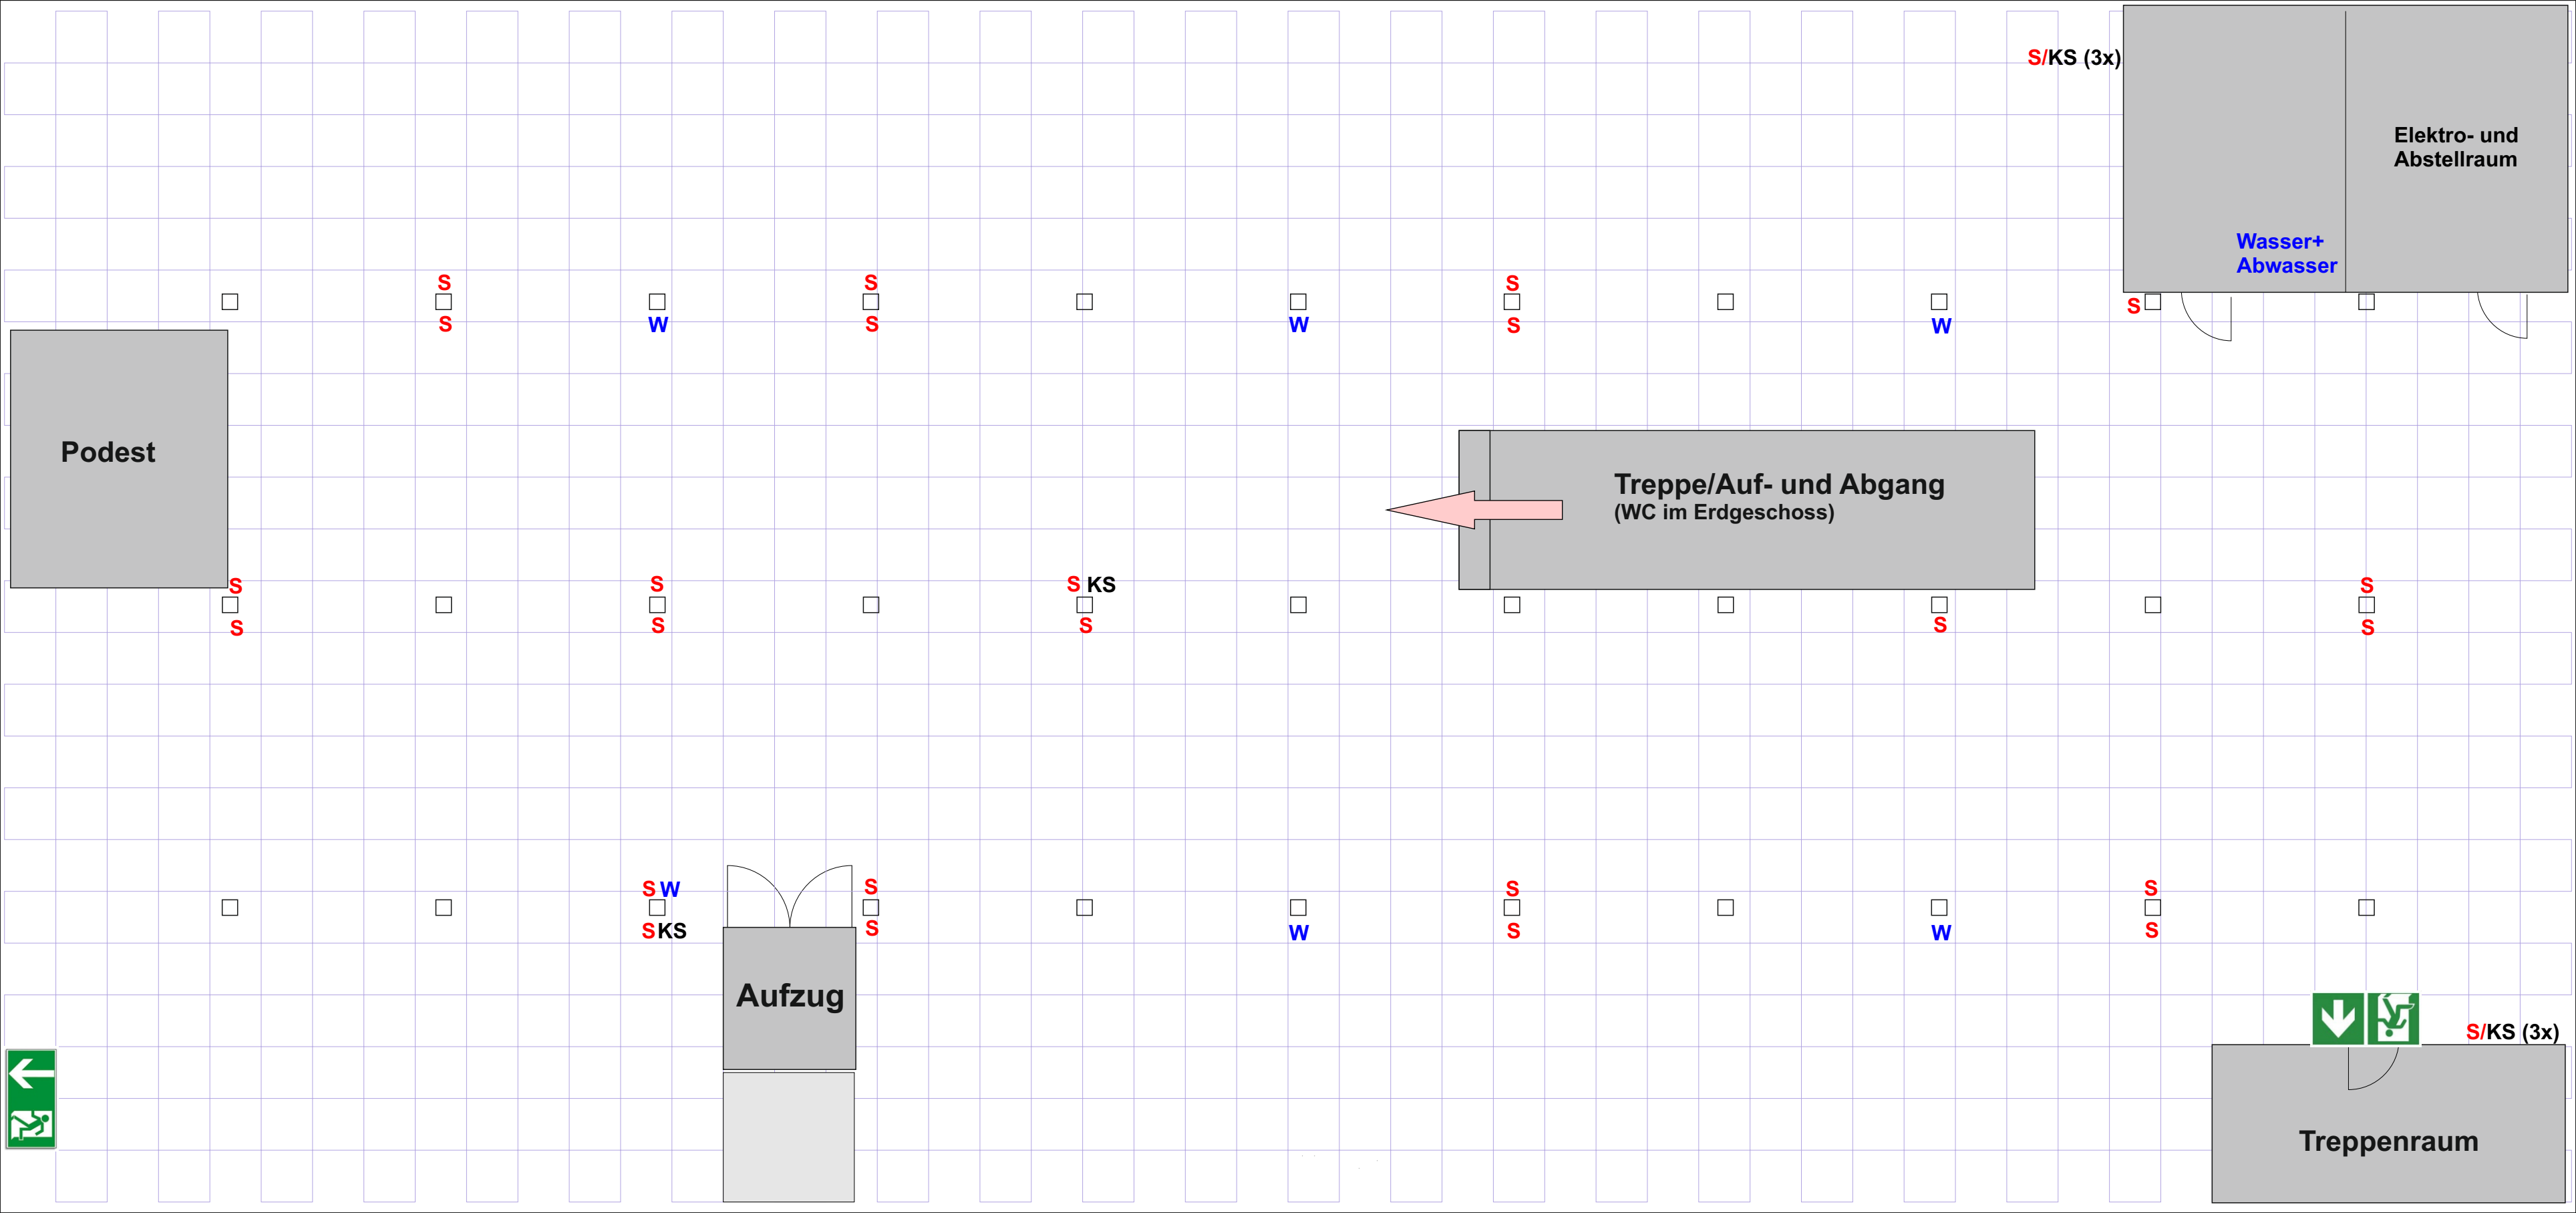 S/KS (3x)
Elektro- und
Abstellraum
Wasser+
Abwasser
S S S
S W S W S W S
Podest
Treppe/Auf- und Abgang
(WC im Erdgeschoss)
S S S KS S
S S S S S
S W S S S
S KS S W S W S
Aufzug
S/KS (3x)
Treppenraum